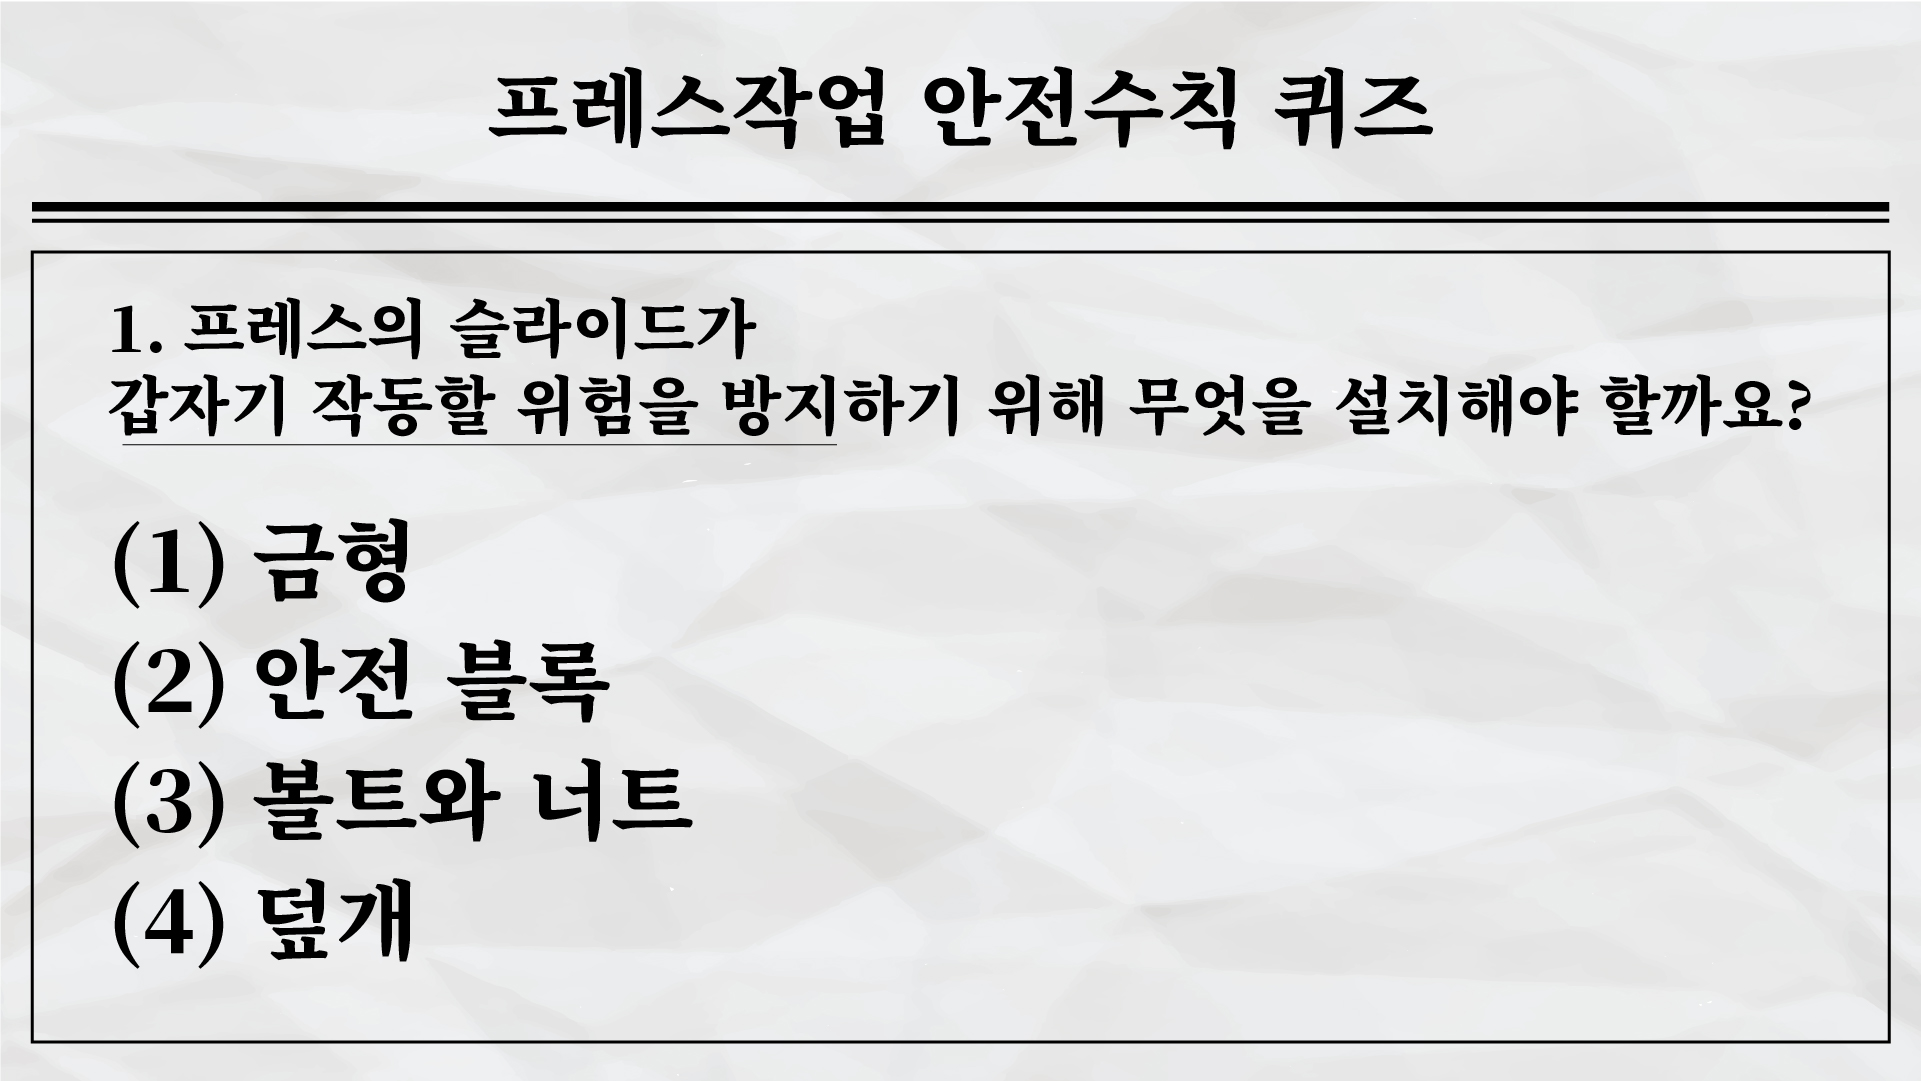 프레스작업 안전수칙 퀴즈
1. 프레스의 슬라이드가
갑자기 작동할 위험을 방지하기 위해 무엇을 설치해야 할까요?
(1) 금형
(2) 안전 블록
(3) 볼트와 너트
(4) 덮개